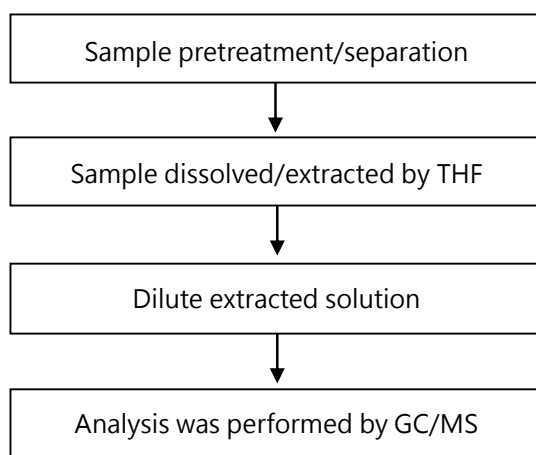 Sample pretreatment/separation
Sample dissolved/extracted by THF
Dilute extracted solution
Analysis was performed by GC/MS